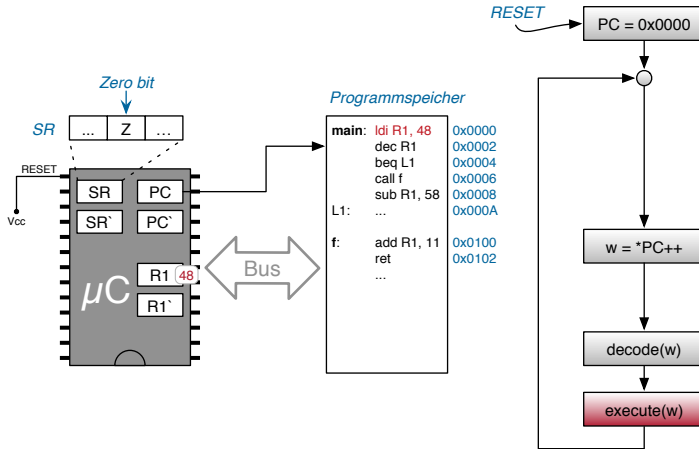 RESET
PC = 0x0000
Zero bit
Programmspeicher
SR
... Z ...
main: ldi R1, 48 0x0000
dec R1 0x0002
beq L1 0x0004
call f 0x0006
sub R1, 58 0x0008
L1: ... 0x000A
f: add R1, 11 0x0100
ret 0x0102
...
RESET
Vcc
SR PC
SR` PC`
R1 48
R1`
µC
Bus
w = *PC++
decode(w)
execute(w)